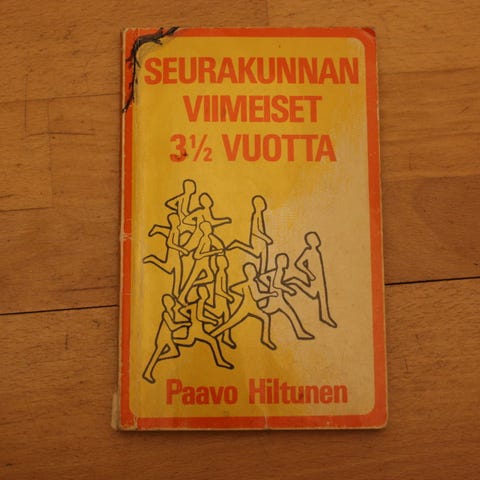 SEURAKUNNAN
VIIMEISET
3½ VUOTTA
Paavo Hiltunen